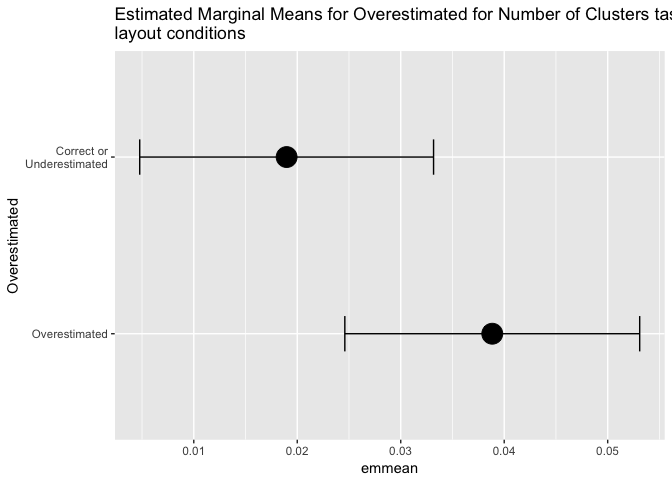 Estimated Marginal Means for Overestimated for Number of Clusters
layout conditions
Correct or
Underestimated
Overestimated
Overestimated
0.01
0.02
0.03
0.04
0.05
emmean